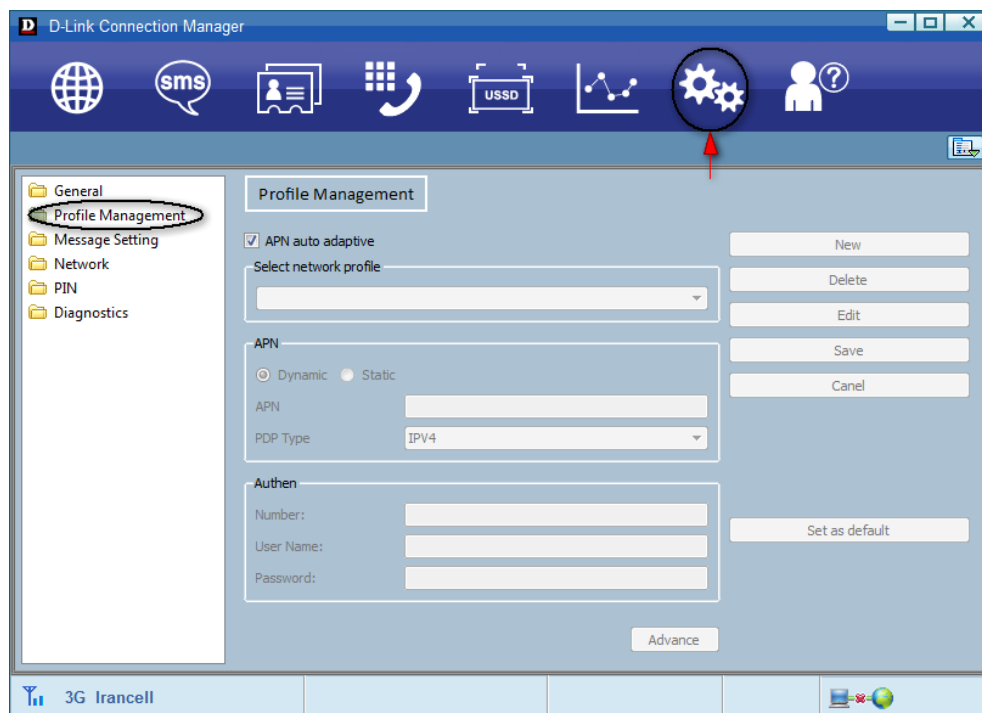 D D-Link Connection Manager
sms
USSD
?
General
Profile Management
Message Setting
Network
PIN
Diagnostics
Profile Management
APN auto adaptive
Select network profile
APN
Dynamic Static
APN
PDP Type IPV4
Authen
Number:
User Name:
Password:
Advance
New
Delete
Edit
Save
Canel
Set as default
3G Irancell